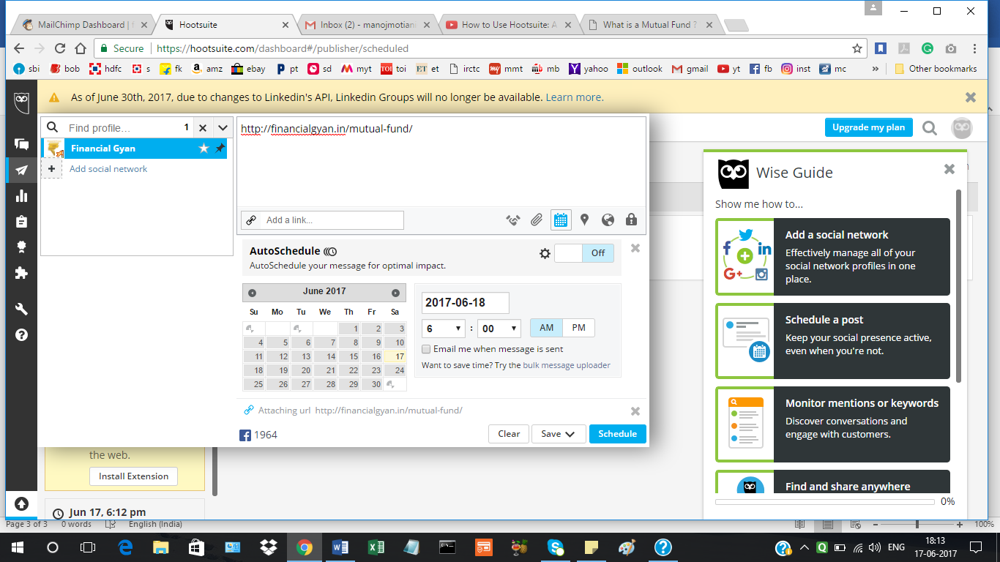 MailChimp Dashboard | f
Hootsuite
Inbox (2) - manojmotian
How to Use Hootsuite: A
What is a Mutual Fund ?
Secure
https://hootsuite.com/dashboard#/publisher/scheduled
sbi bob hdfc s fk amz ebay pt sd myt toi et irctc mmt mb yahoo outlook gmail yt fb inst mc » Other bookmarks
As of June 30th, 2017, due to changes to Linkedin's API, Linkedin Groups will no longer be available. Learn more.
Find profile... 1
Financial Gyan
Add social network
http://financialgyan.in/mutual-fund/
Add a link...
AutoSchedule
AutoSchedule your message for optimal impact.
Off
June 2017
Su Mo Tu We Th Fr Sa
1 2 3
4 5 6 7 8 9 10
11 12 13 14 15 16 17
18 19 20 21 22 23 24
25 26 27 28 29 30
2017-06-18
6 : 00 AM PM
Email me when message is sent
Want to save time? Try the bulk message uploader
Attaching url http://financialgyan.in/mutual-fund/
1964
Clear
Save
Schedule
Upgrade my plan
Wise Guide
Show me how to...
Add a social network
Effectively manage all of your
social network profiles in one
place.
Schedule a post
Keep your social presence active,
even when you're not.
Monitor mentions or keywords
Discover conversations and
engage with customers.
Find and share anywhere
0%
the web.
Install Extension
Jun 17, 6:12 pm
Page 3 of 3 0 words English (India) 100%
ENG
18:13
17-06-2017